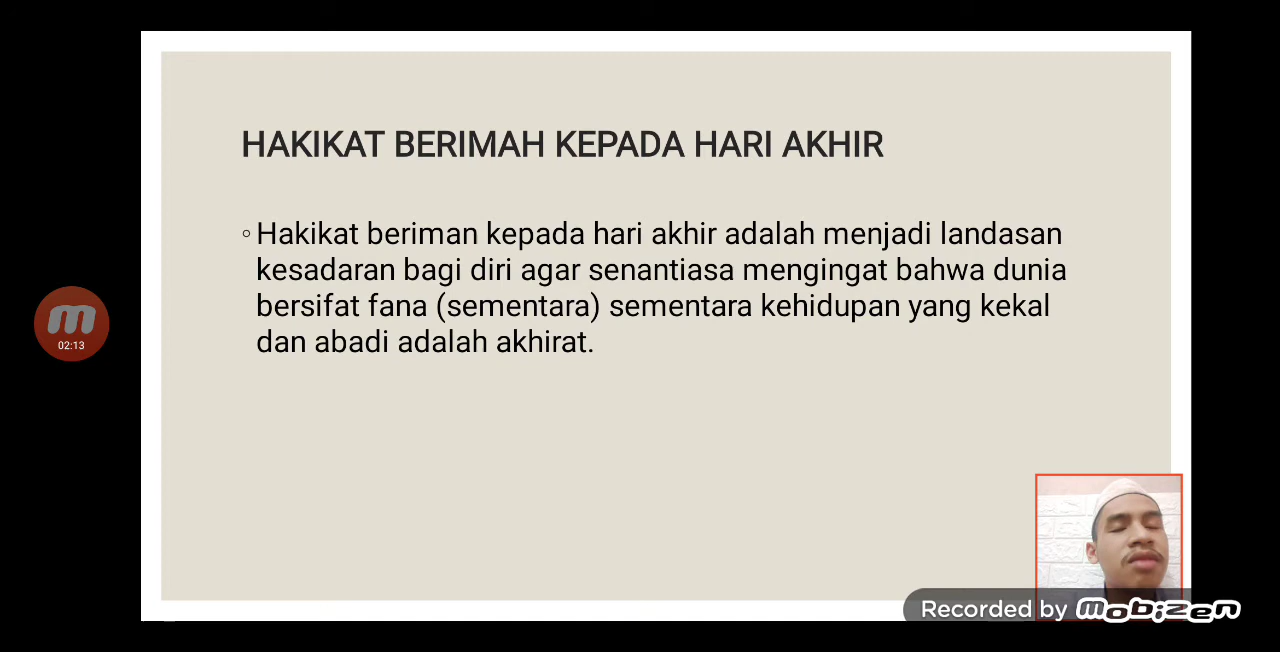 HAKIKAT BERIMAH KEPADA HARI AKHIR
◦ Hakikat beriman kepada hari akhir adalah menjadi landasan
kesadaran bagi diri agar senantiasa mengingat bahwa dunia
bersifat fana (sementara) sementara kehidupan yang kekal
dan abadi adalah akhirat.
m
02:13
Recorded by mobizen